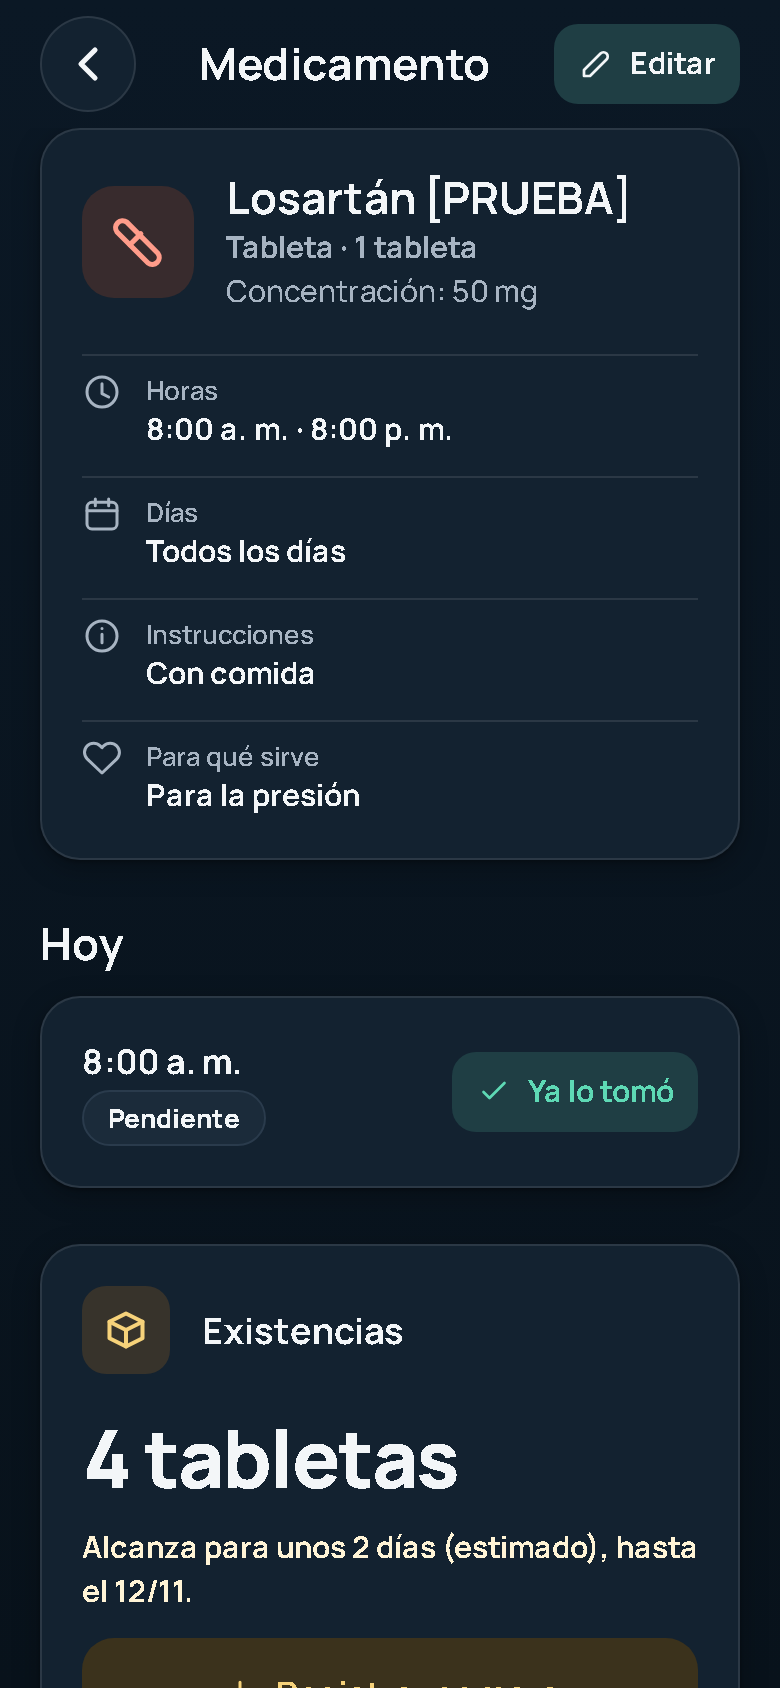 Medicamento
Editar
Losartán [PRUEBA]
Tableta · 1 tableta
Concentración: 50 mg
Horas
8:00 a. m. · 8:00 p. m.
Días
Todos los días
Instrucciones
Con comida
Para qué sirve
Para la presión
Hoy
8:00 a. m.
Pendiente
Ya lo tomó
Existencias
4 tabletas
Alcanza para unos 2 días (estimado), hasta
el 12/11.